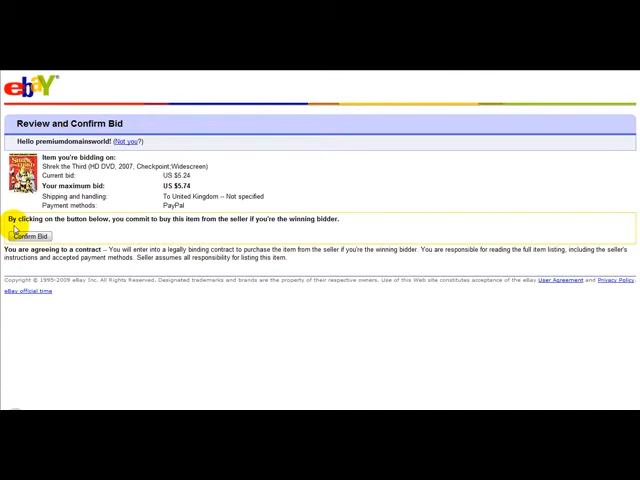 ebaY®
Review and Confirm Bid
Hello premiumdomainsworld! (Not you?)
Item you're bidding on:
Shrek the Third (HD DVD, 2007, Checkpoint;Widescreen)
Current bid: US $5.24
Your maximum bid: US $5.74
Shipping and handling: To United Kingdom -- Not specified
Payment methods: PayPal
By clicking on the button below, you commit to buy this item from the seller if you're the winning bidder.
Confirm Bid
You are agreeing to a contract -- You will enter into a legally binding contract to purchase the item from the seller if you're the winning bidder. You are responsible for reading the full item listing, including the seller's
instructions and accepted payment methods. Seller assumes all responsibility for listing this item.
Copyright © 1995-2009 eBay Inc. All Rights Reserved. Designated trademarks and brands are the property of their respective owners. Use of this Web site constitutes acceptance of the eBay User Agreement and Privacy Policy.
eBay official time